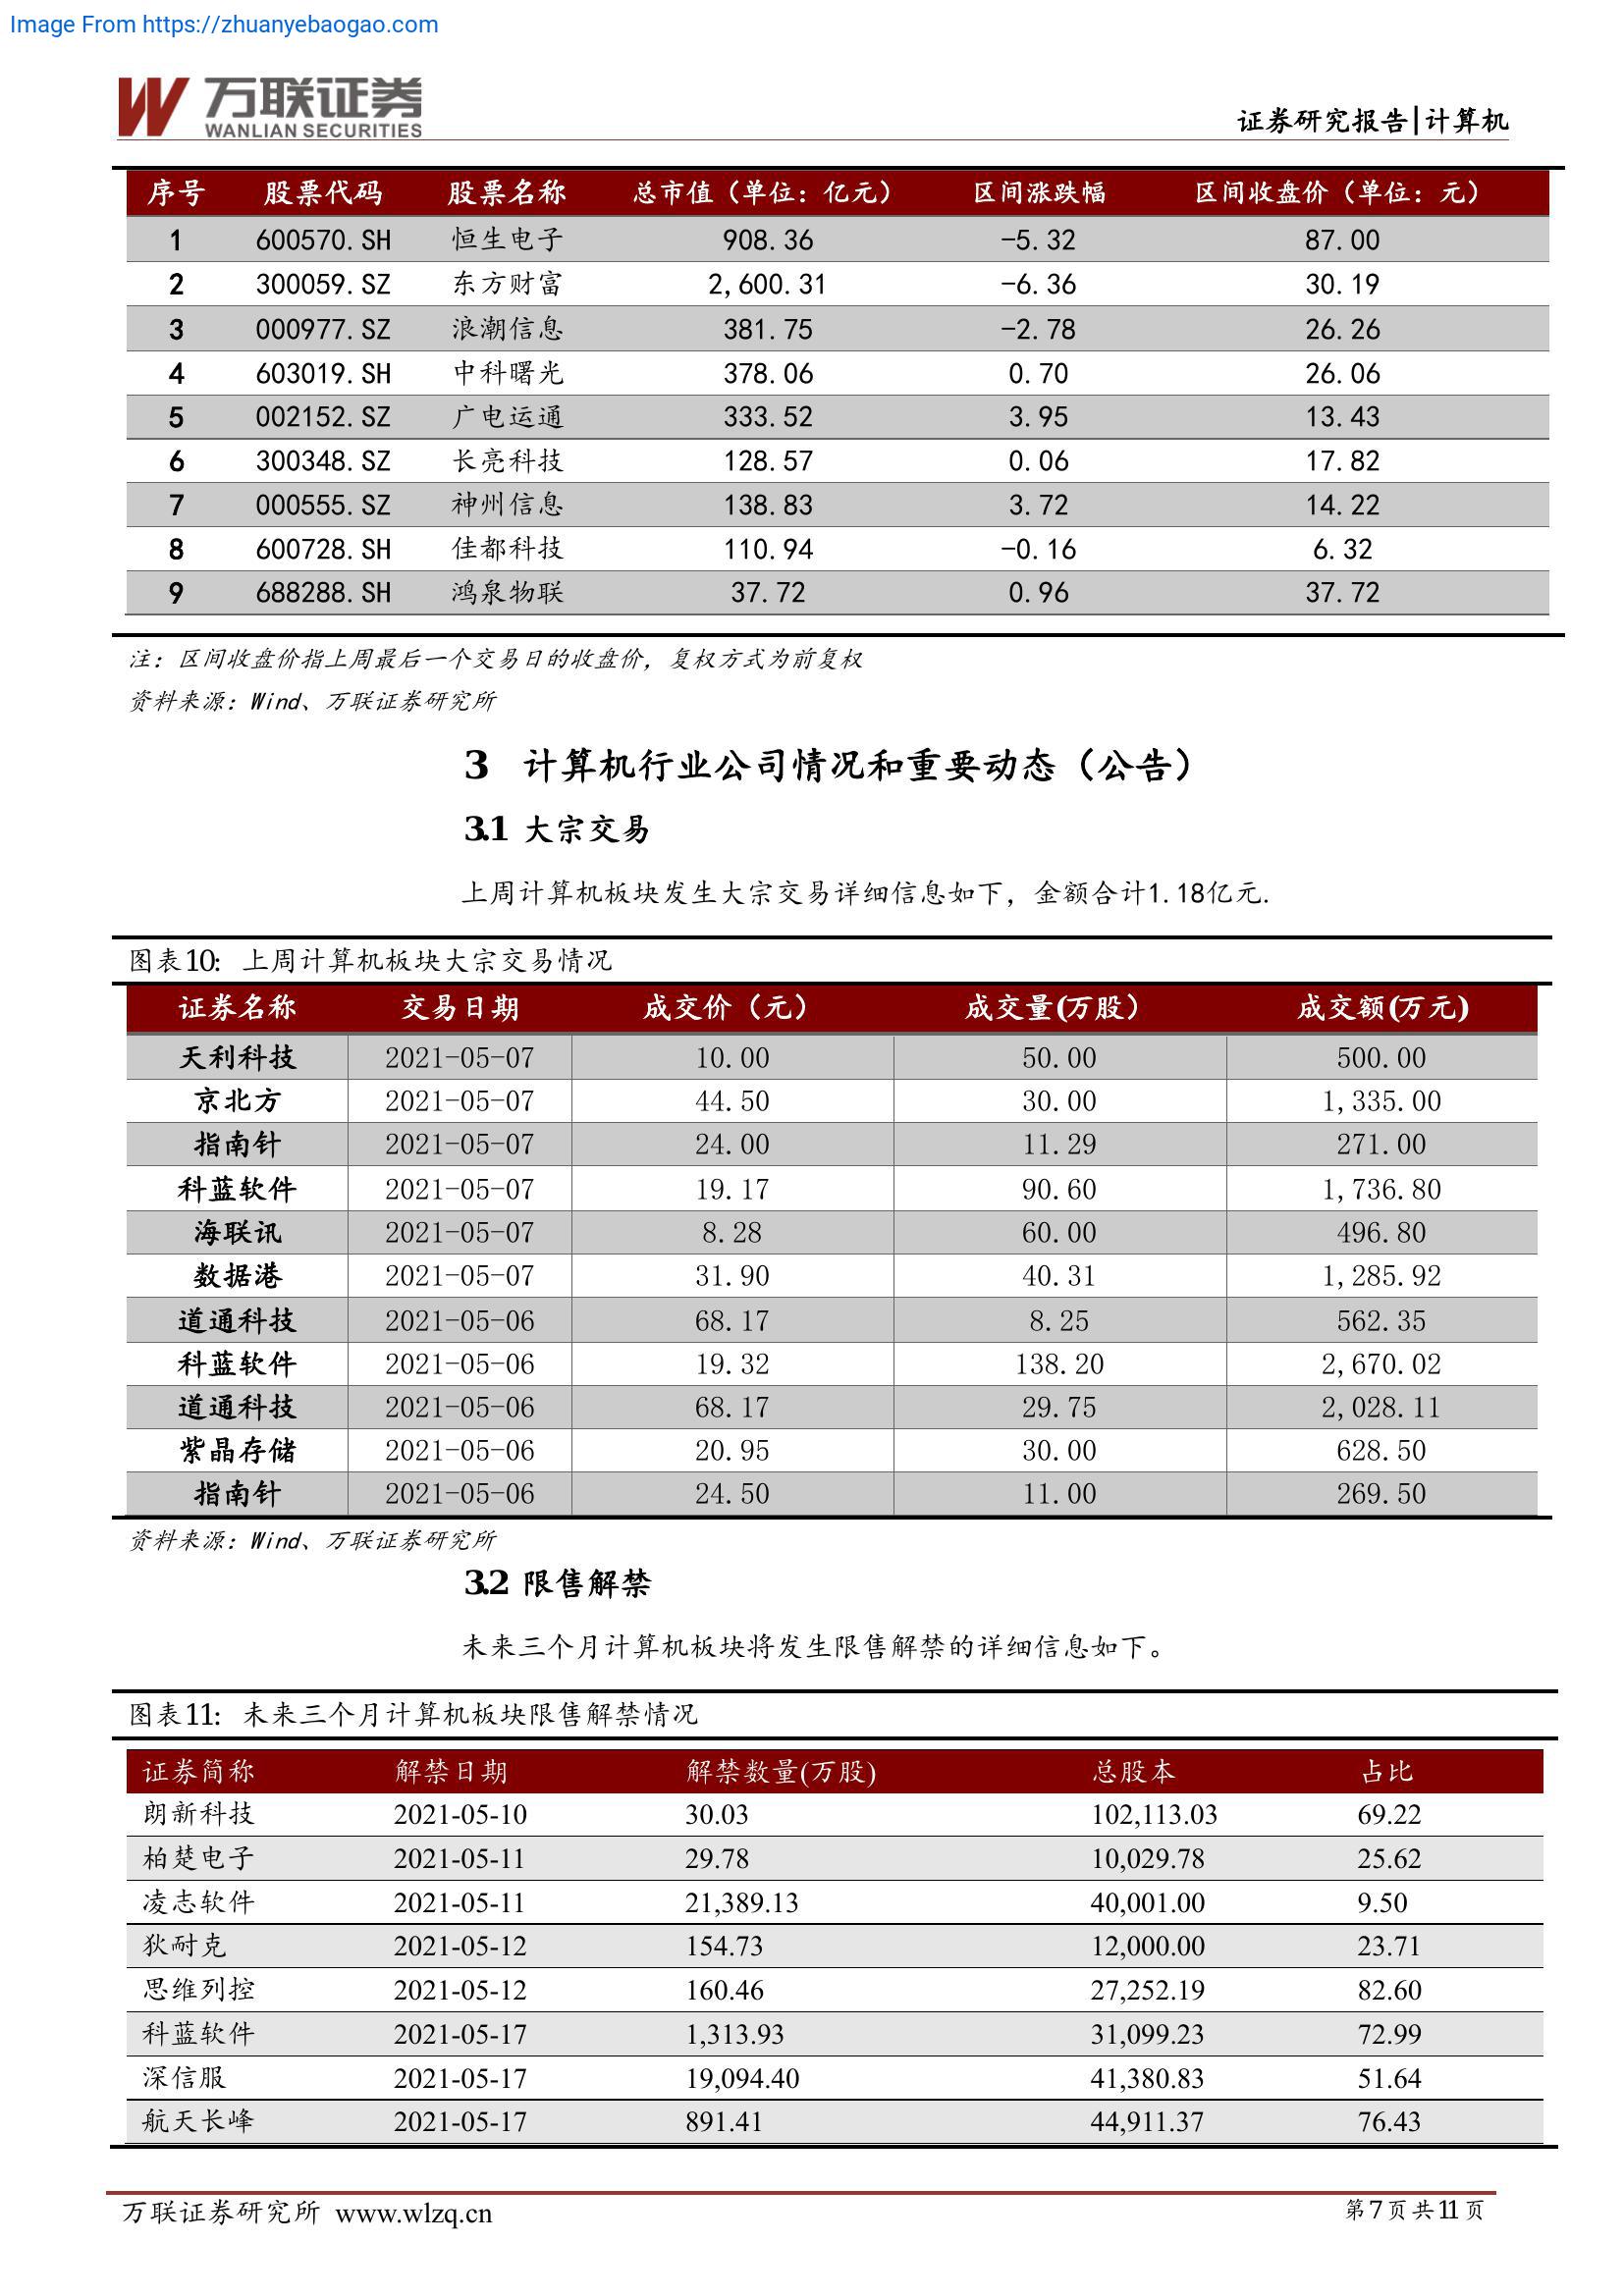 Image From https://zhuanyebaogao.com
万联证券
WANLIAN SECURITIES
证券研究报告|计算机
序号 股票代码 股票名称 总市值（单位：亿元） 区间涨跌幅 区间收盘价（单位：元）
1 600570.SH 恒生电子 908.36 -5.32 87.00
2 300059.SZ 东方财富 2,600.31 -6.36 30.19
3 000977.SZ 浪潮信息 381.75 -2.78 26.26
4 603019.SH 中科曙光 378.06 0.70 26.06
5 002152.SZ 广电运通 333.52 3.95 13.43
6 300348.SZ 长亮科技 128.57 0.06 17.82
7 000555.SZ 神州信息 138.83 3.72 14.22
8 600728.SH 佳都科技 110.94 -0.16 6.32
9 688288.SH 鸿泉物联 37.72 0.96 37.72
注：区间收盘价指上周最后一个交易日的收盘价，复权方式为前复权
资料来源：Wind、万联证券研究所
3 计算机行业公司情况和重要动态（公告）
3.1 大宗交易
上周计算机板块发生大宗交易详细信息如下，金额合计1.18亿元.
图表10: 上周计算机板块大宗交易情况
证券名称 交易日期 成交价（元） 成交量(万股） 成交额(万元)
天利科技 2021-05-07 10.00 50.00 500.00
京北方 2021-05-07 44.50 30.00 1,335.00
指南针 2021-05-07 24.00 11.29 271.00
科蓝软件 2021-05-07 19.17 90.60 1,736.80
海联讯 2021-05-07 8.28 60.00 496.80
数据港 2021-05-07 31.90 40.31 1,285.92
道通科技 2021-05-06 68.17 8.25 562.35
科蓝软件 2021-05-06 19.32 138.20 2,670.02
道通科技 2021-05-06 68.17 29.75 2,028.11
紫晶存储 2021-05-06 20.95 30.00 628.50
指南针 2021-05-06 24.50 11.00 269.50
资料来源：Wind、万联证券研究所
3.2 限售解禁
未来三个月计算机板块将发生限售解禁的详细信息如下。
图表11: 未来三个月计算机板块限售解禁情况
证券简称 解禁日期 解禁数量(万股) 总股本 占比
朗新科技 2021-05-10 30.03 102,113.03 69.22
柏楚电子 2021-05-11 29.78 10,029.78 25.62
凌志软件 2021-05-11 21,389.13 40,001.00 9.50
狄耐克 2021-05-12 154.73 12,000.00 23.71
思维列控 2021-05-12 160.46 27,252.19 82.60
科蓝软件 2021-05-17 1,313.93 31,099.23 72.99
深信服 2021-05-17 19,094.40 41,380.83 51.64
航天长峰 2021-05-17 891.41 44,911.37 76.43
万联证券研究所 www.wlzq.cn
第7页共11页